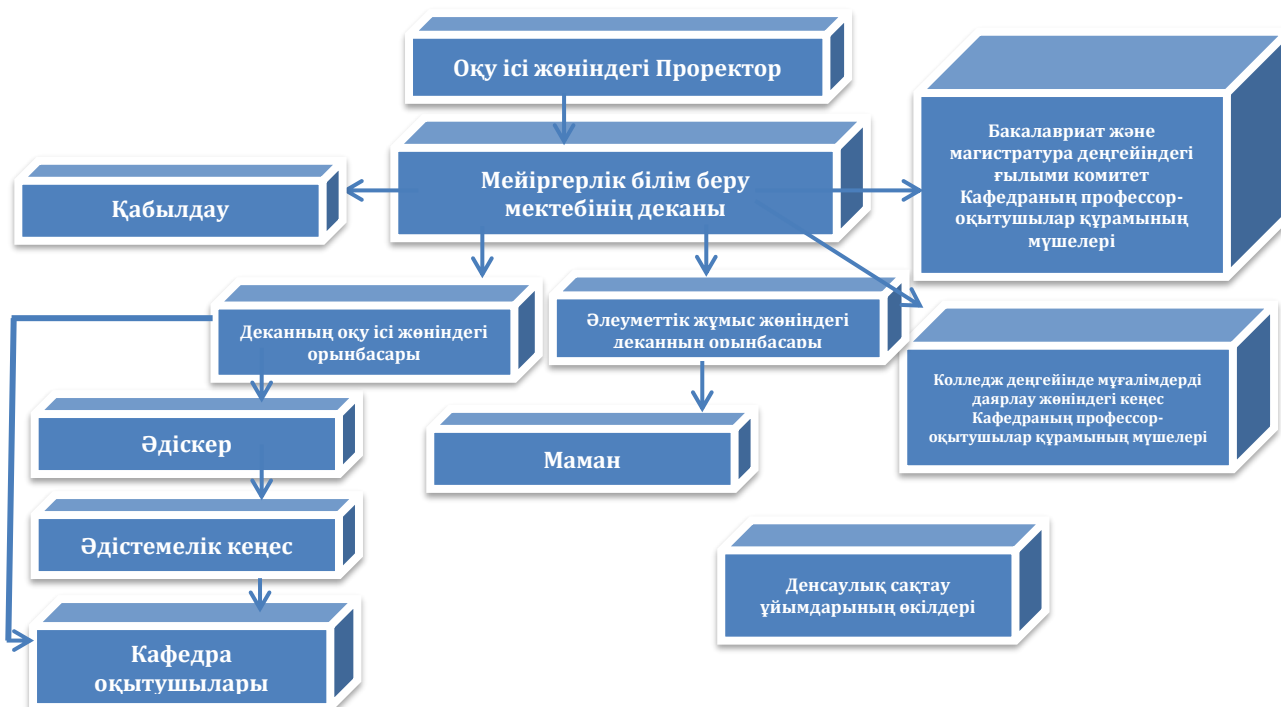 Оқу ісі жөніндегі Проректор
Бакалавриат және
магистратура деңгейіндегі
ғылыми комитет
Кафедраның профессор-
оқытушылар құрамының
мүшелері
Мейіргерлік білім беру
мектебінің деканы
Қабылдау
Деканның оқу ісі жөніндегі
орынбасары
Әлеуметтік жұмыс жөніндегі
деканның орынбасары
Колледж деңгейінде мұғалімдерді
даярлау жөніндегі кеңес
Кафедраның профессор-
оқытушылар құрамының мүшелері
Әдіскер
Маман
Әдістемелік кеңес
Денсаулық сақтау
ұйымдарының өкілдері
Кафедра
оқытушылары